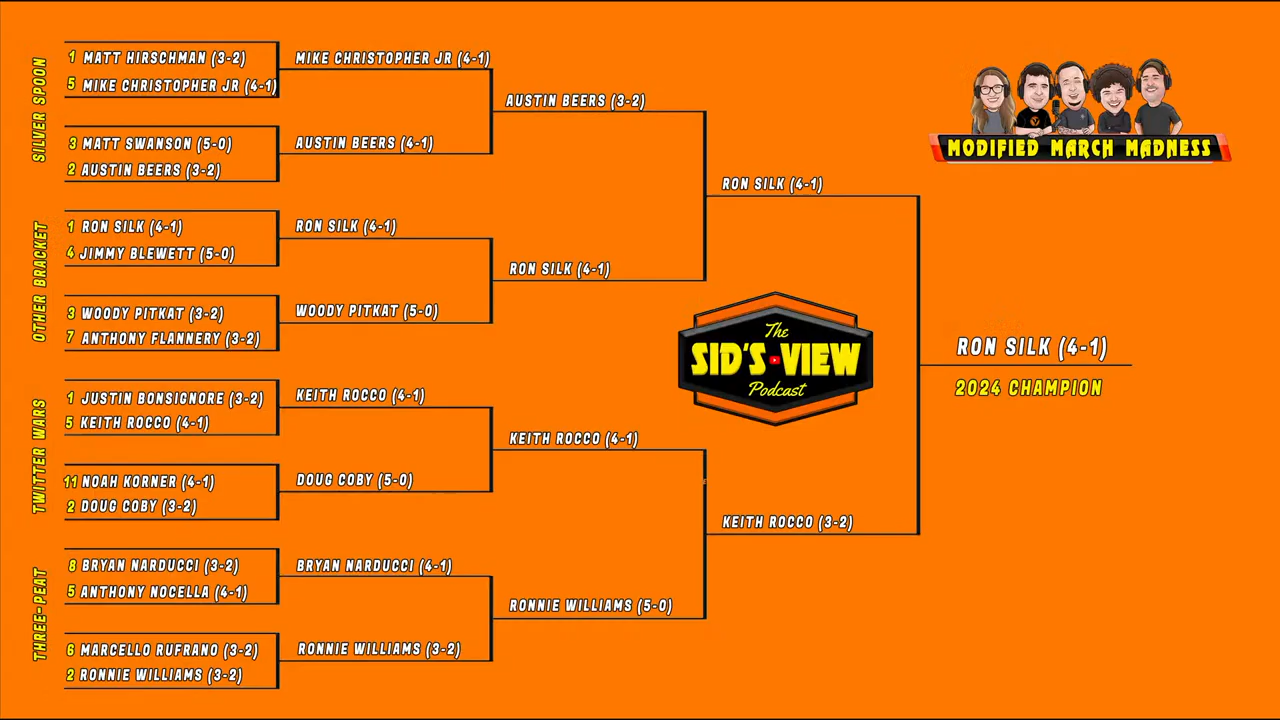 SILVER SPOON
1 MATT HIRSCHMAN (3-2)
5 MIKE CHRISTOPHER JR (4-1)
3 MATT SWANSON (5-0)
2 AUSTIN BEERS (3-2)
OTHER BRACKET
1 RON SILK (4-1)
4 JIMMY BLEWETT (5-0)
3 WOODY PITKAT (3-2)
7 ANTHONY FLANNERY (3-2)
TWITTER WARS
1 JUSTIN BONSIGNORE (3-2)
5 KEITH ROCCO (4-1)
11 NOAH KORNER (4-1)
2 DOUG COBY (3-2)
THREE-PEAT
8 BRYAN NARDUCCI (3-2)
5 ANTHONY NOCELLA (4-1)
6 MARCELLO RUFRANO (3-2)
2 RONNIE WILLIAMS (3-2)
MIKE CHRISTOPHER JR (4-1)
AUSTIN BEERS (4-1)
RON SILK (4-1)
WOODY PITKAT (5-0)
KEITH ROCCO (4-1)
DOUG COBY (5-0)
BRYAN NARDUCCI (4-1)
RONNIE WILLIAMS (3-2)
AUSTIN BEERS (3-2)
RON SILK (4-1)
KEITH ROCCO (4-1)
RONNIE WILLIAMS (5-0)
RON SILK (4-1)
KEITH ROCCO (3-2)
The
SID'S VIEW
Podcast
MODIFIED MARCH MADNESS
RON SILK (4-1)
2024 CHAMPION